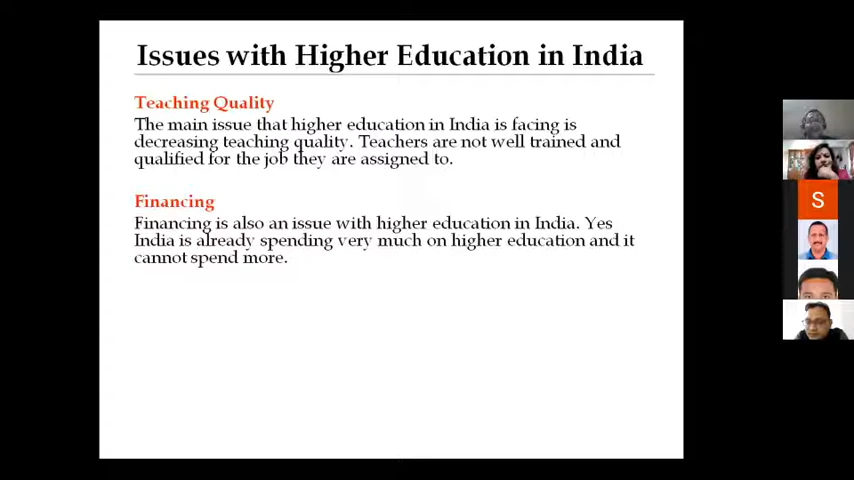 Issues with Higher Education in India
Teaching Quality
The main issue that higher education in India is facing is
decreasing teaching quality. Teachers are not well trained and
qualified for the job they are assigned to.
Financing
Financing is also an issue with higher education in India. Yes
India is already spending very much on higher education and it
cannot spend more.
S